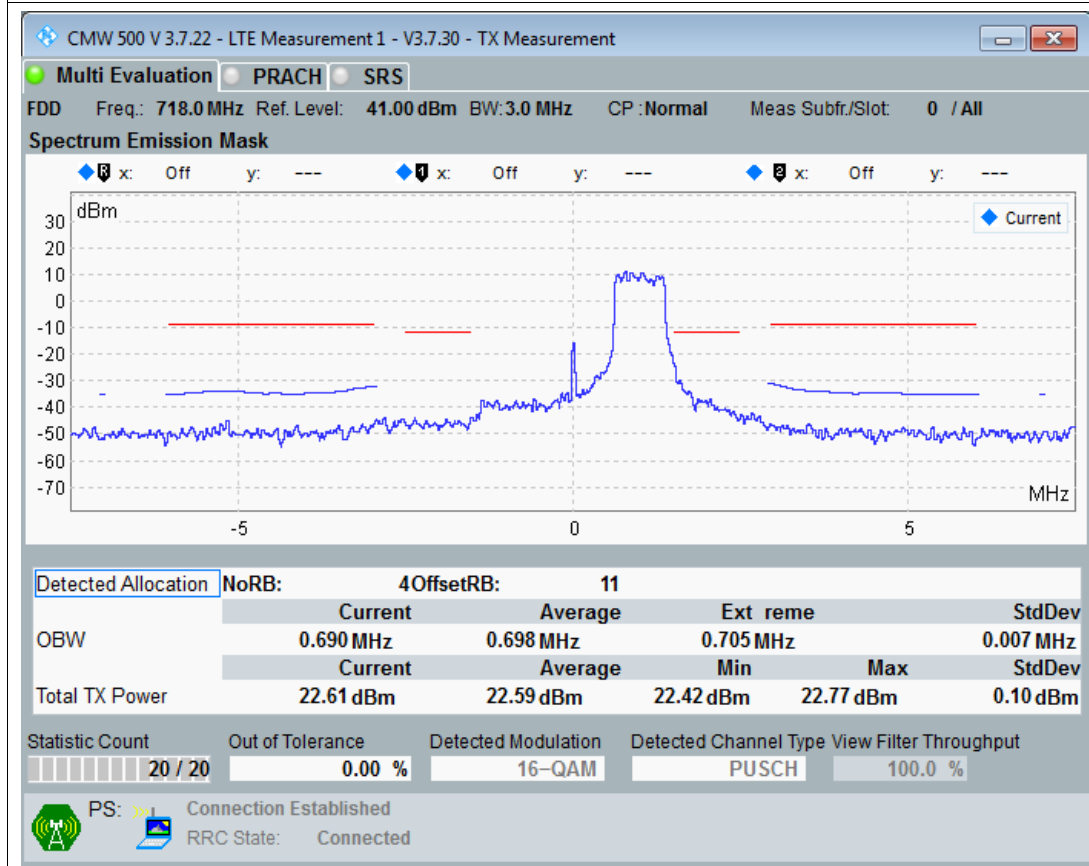 CMW 500 V 3.7.22 - LTE Measurement 1 - V3.7.30 - TX Measurement
Multi Evaluation PRACH SRS
FDD Freq.: 718.0 MHz Ref. Level: 41.00 dBm BW: 3.0 MHz CP : Normal Meas Subfr./Slot: 0 / All
Spectrum Emission Mask
R x: Off y: --- 1 x: Off y: --- 2 x: Off y: ---
dBm
Current
30
20
10
0
-10
-20
-30
-40
-50
-60
-70
MHz
-5 0 5
Detected Allocation NoRB: 4 OffsetRB: 11
Current Average Ext reme StdDev
OBW 0.690 MHz 0.698 MHz 0.705 MHz 0.007 MHz
Current Average Min Max StdDev
Total TX Power 22.61 dBm 22.59 dBm 22.42 dBm 22.77 dBm 0.10 dBm
Statistic Count Out of Tolerance Detected Modulation Detected Channel Type View Filter Throughput
20 / 20 0.00 % 16-QAM PUSCH 100.0 %
PS: Connection Established
RRC State: Connected